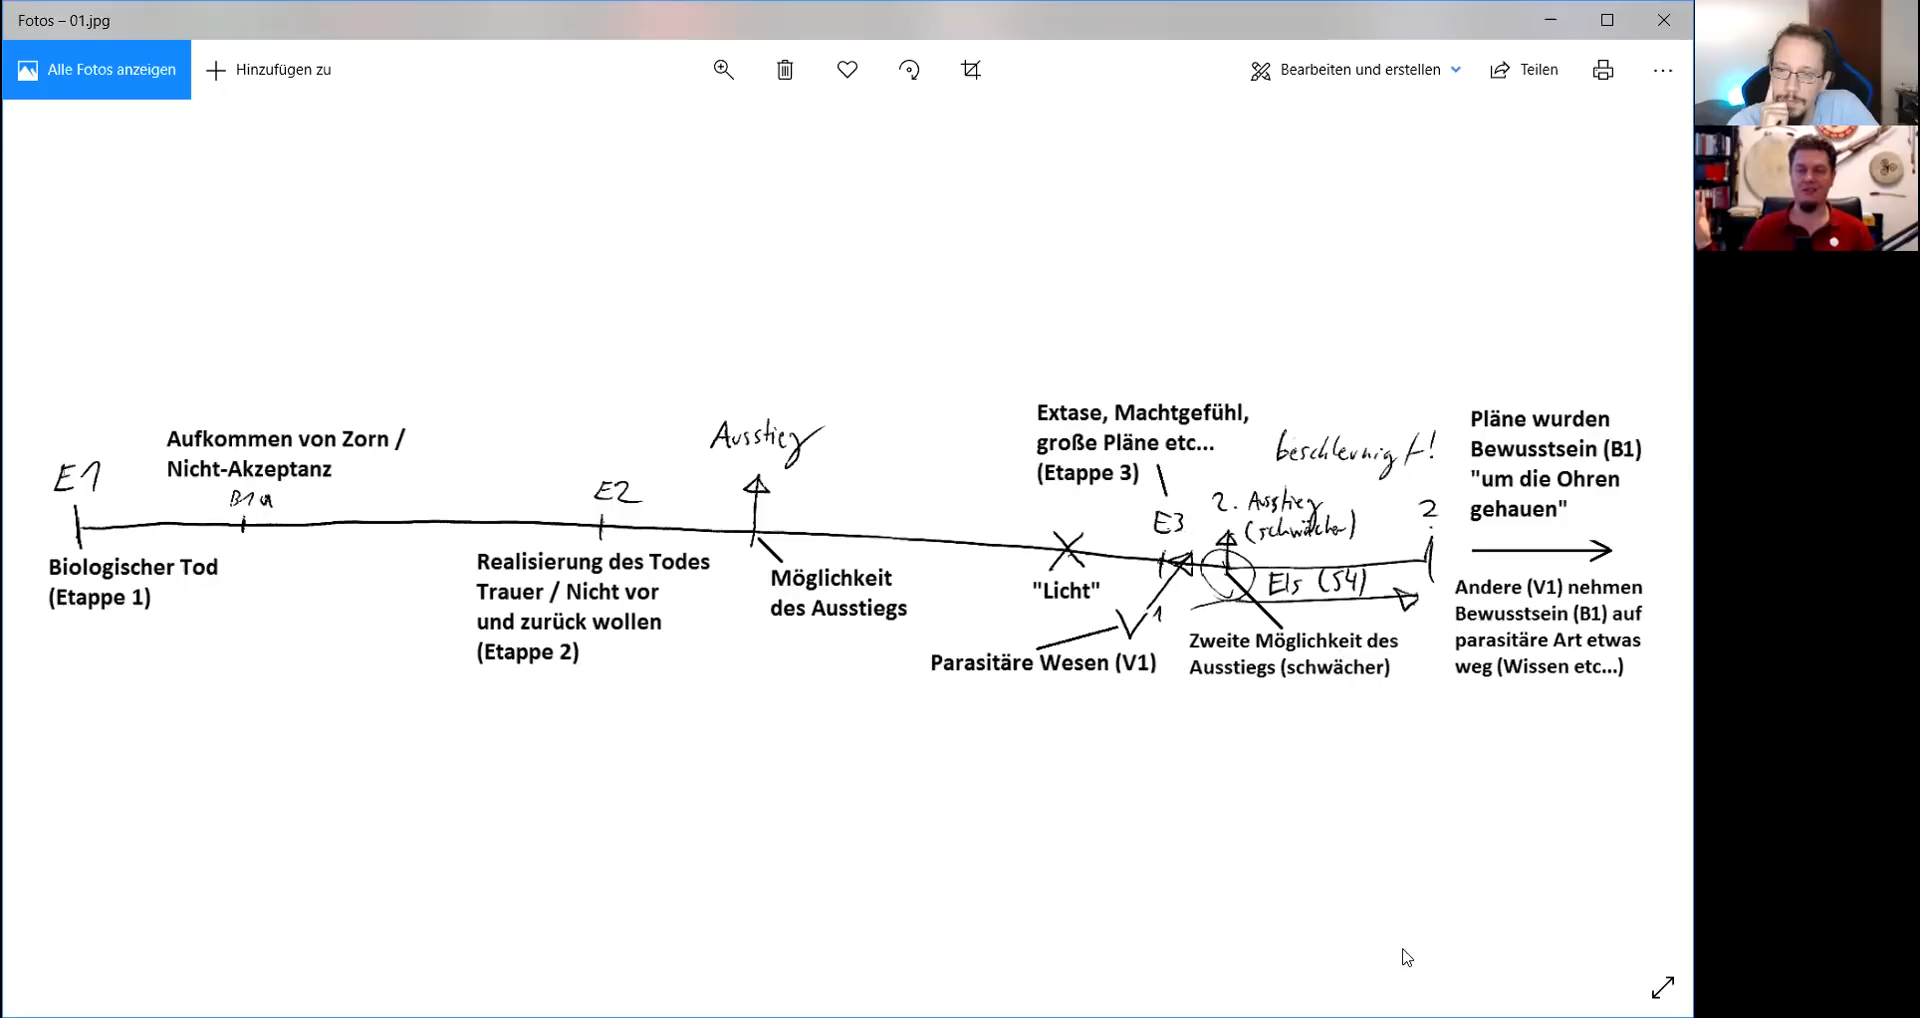 Fotos – 01.jpg
Alle Fotos anzeigen
Hinzufügen zu
Bearbeiten und erstellen
Teilen
E1
Biologischer Tod
(Etappe 1)
Aufkommen von Zorn /
Nicht-Akzeptanz
B1a
E2
Realisierung des Todes
Trauer / Nicht vor
und zurück wollen
(Etappe 2)
Ausstieg
Möglichkeit
des Ausstiegs
"Licht"
Extase, Machtgefühl,
große Pläne etc...
(Etappe 3)
E3
V1
Parasitäre Wesen (V1)
2. Ausstieg
(schwächer)
beschleunigt!
Els (S4)
Zweite Möglichkeit des
Ausstiegs (schwächer)
?
Pläne wurden
Bewusstsein (B1)
"um die Ohren
gehauen"
Andere (V1) nehmen
Bewusstsein (B1) auf
parasitäre Art etwas
weg (Wissen etc...)